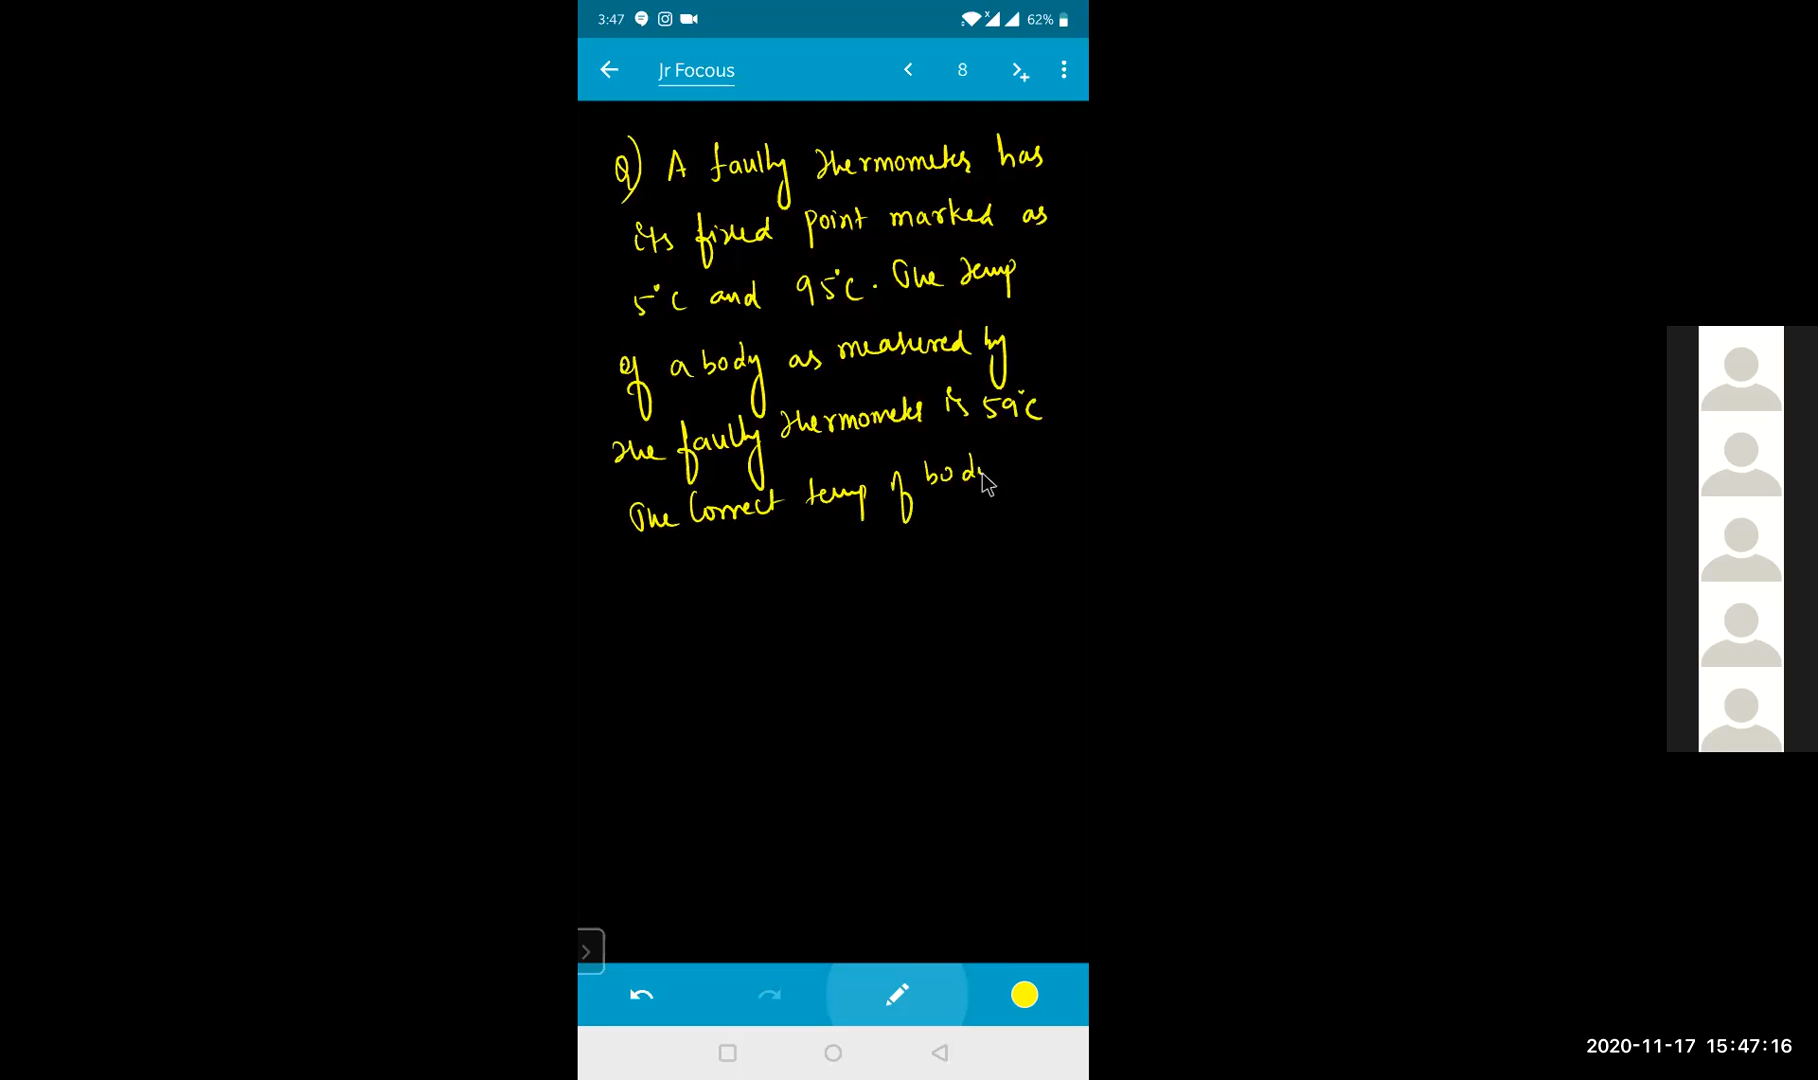 3:47 62%
Jr Focous 8
Q) A faulty thermometer has
its fixed point marked as
5°C and 95°C. The temp
of a body as measured by
the faulty thermometer is 59°C
The Correct temp of body
2020-11-17 15:47:16